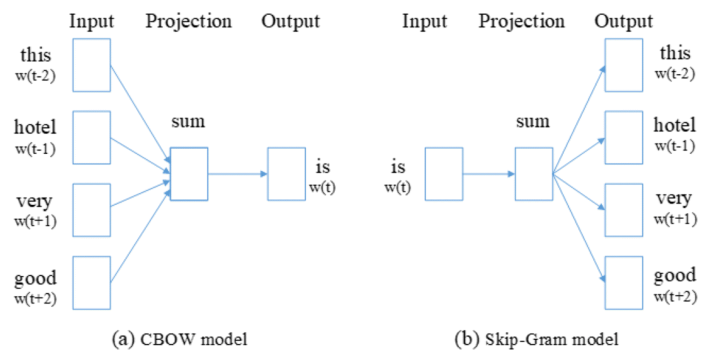 Input Projection Output
this
w(t-2)
hotel
w(t-1)
sum
is
w(t)
very
w(t+1)
good
w(t+2)
(a) CBOW model
Input Projection Output
this
w(t-2)
hotel
w(t-1)
sum
is
w(t)
very
w(t+1)
good
w(t+2)
(b) Skip-Gram model